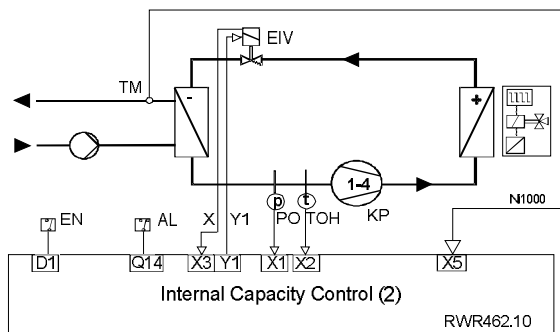 EIV
TM
-
+
1-4
p
t
EN
AL
X
Y1
PO
TOH
KP
NI1000
D1
Q14
X3
Y1
X1
X2
X5
Internal Capacity Control (2)
RWR462.10